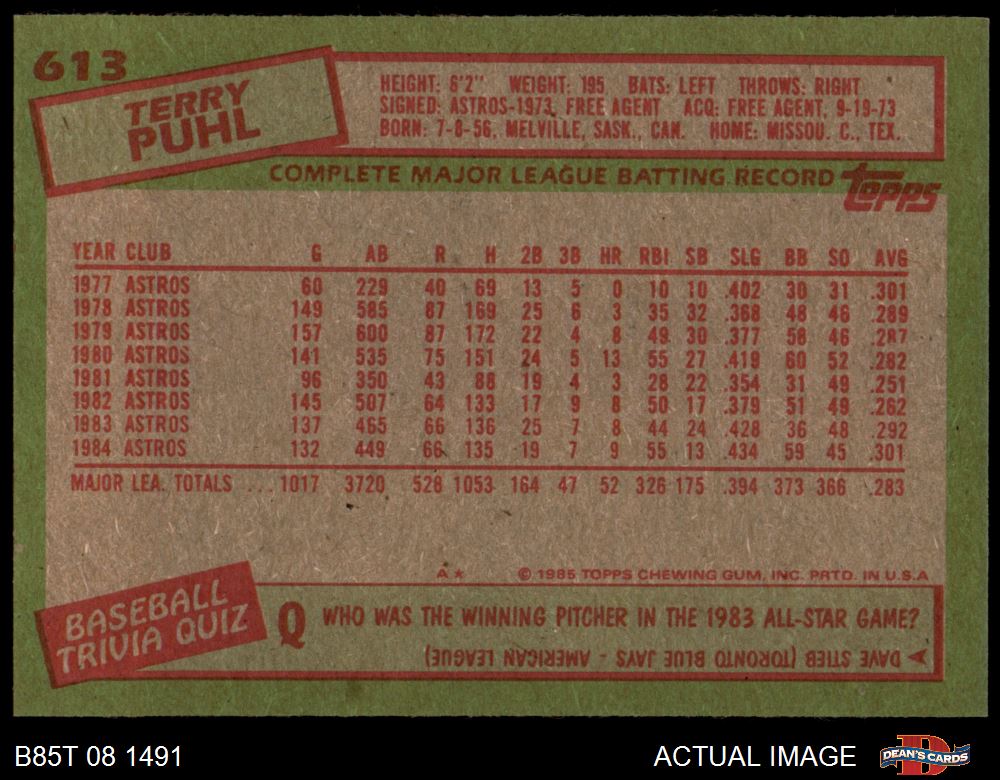 613
TERRY
PUHL
HEIGHT: 6'2" WEIGHT: 195 BATS: LEFT THROWS: RIGHT
SIGNED: ASTROS-1973, FREE AGENT ACQ: FREE AGENT, 9-19-73
BORN: 7-8-56, MELVILLE, SASK., CAN. HOME: MISSOU. C., TEX.
COMPLETE MAJOR LEAGUE BATTING RECORD topps
YEAR CLUB G AB R H 2B 3B HR RBI SB SLG BB SO AVG
1977 ASTROS 60 229 40 69 13 5 0 10 10 .402 30 31 .301
1978 ASTROS 149 585 87 169 25 6 3 35 32 .368 48 46 .289
1979 ASTROS 157 600 87 172 22 4 8 49 30 .377 58 46 .287
1980 ASTROS 141 535 75 151 24 5 13 55 27 .419 60 52 .282
1981 ASTROS 96 350 43 88 19 4 3 28 22 .354 31 49 .251
1982 ASTROS 145 507 64 133 17 9 8 50 17 .379 51 49 .262
1983 ASTROS 137 465 66 136 25 7 8 44 24 .428 36 48 .292
1984 ASTROS 132 449 66 135 19 7 9 55 13 .434 59 45 .301
MAJOR LEA. TOTALS ... 1017 3720 528 1053 164 47 52 326 175 .394 373 366 .283
A★ © 1985 TOPPS CHEWING GUM, INC. PRTD. IN U.S.A
BASEBALL
TRIVIA QUIZ
Q WHO WAS THE WINNING PITCHER IN THE 1983 ALL-STAR GAME?
DAVE STIEB (TORONTO BLUE JAYS - AMERICAN LEAGUE)
B85T 08 1491 ACTUAL IMAGE DEAN'S CARDS